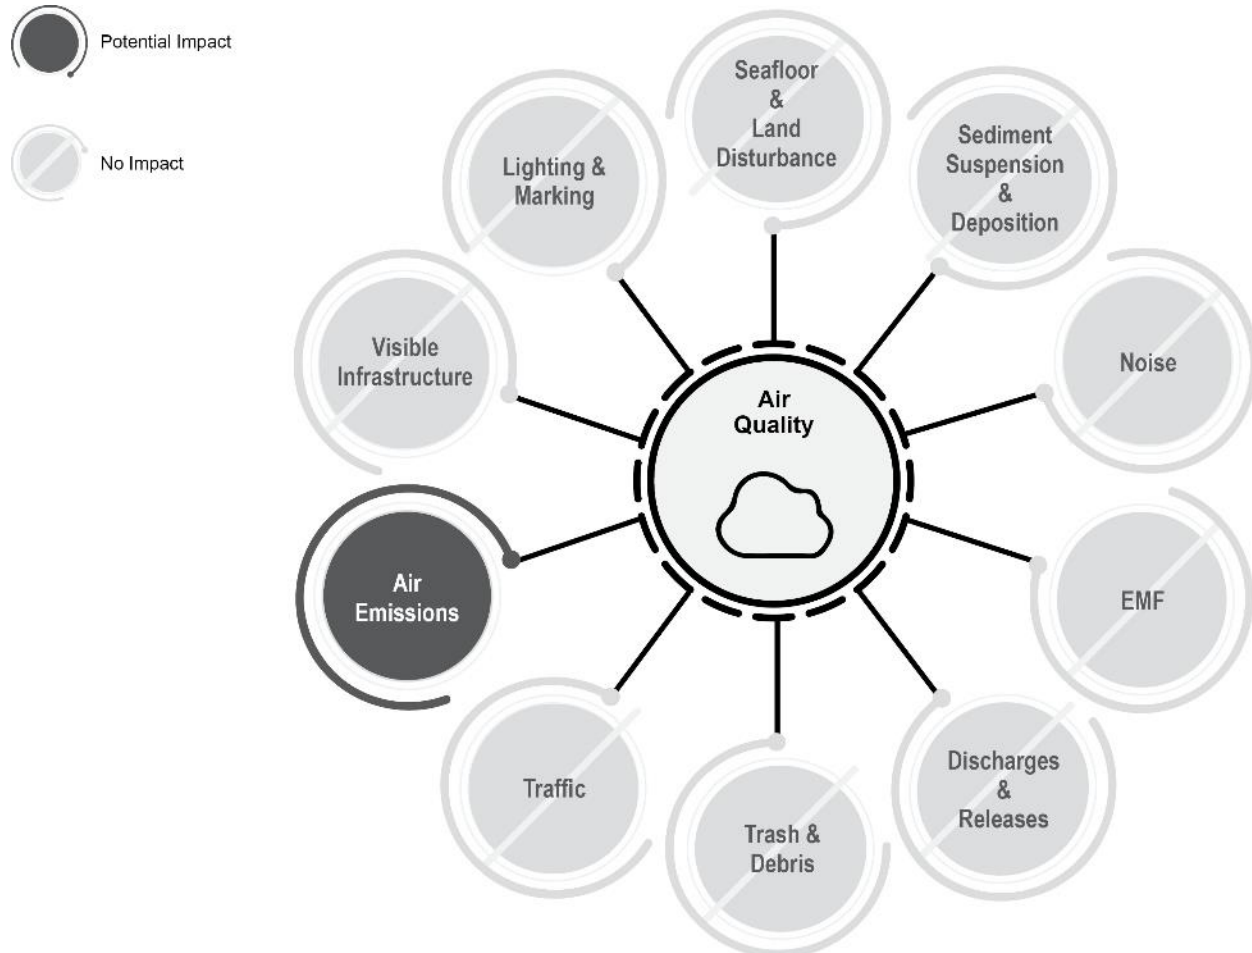 Potential Impact
No Impact
Seafloor
&
Land
Disturbance
Sediment
Suspension
&
Deposition
Noise
EMF
Discharges
&
Releases
Trash &
Debris
Traffic
Air
Emissions
Visible
Infrastructure
Lighting &
Marking
Air
Quality